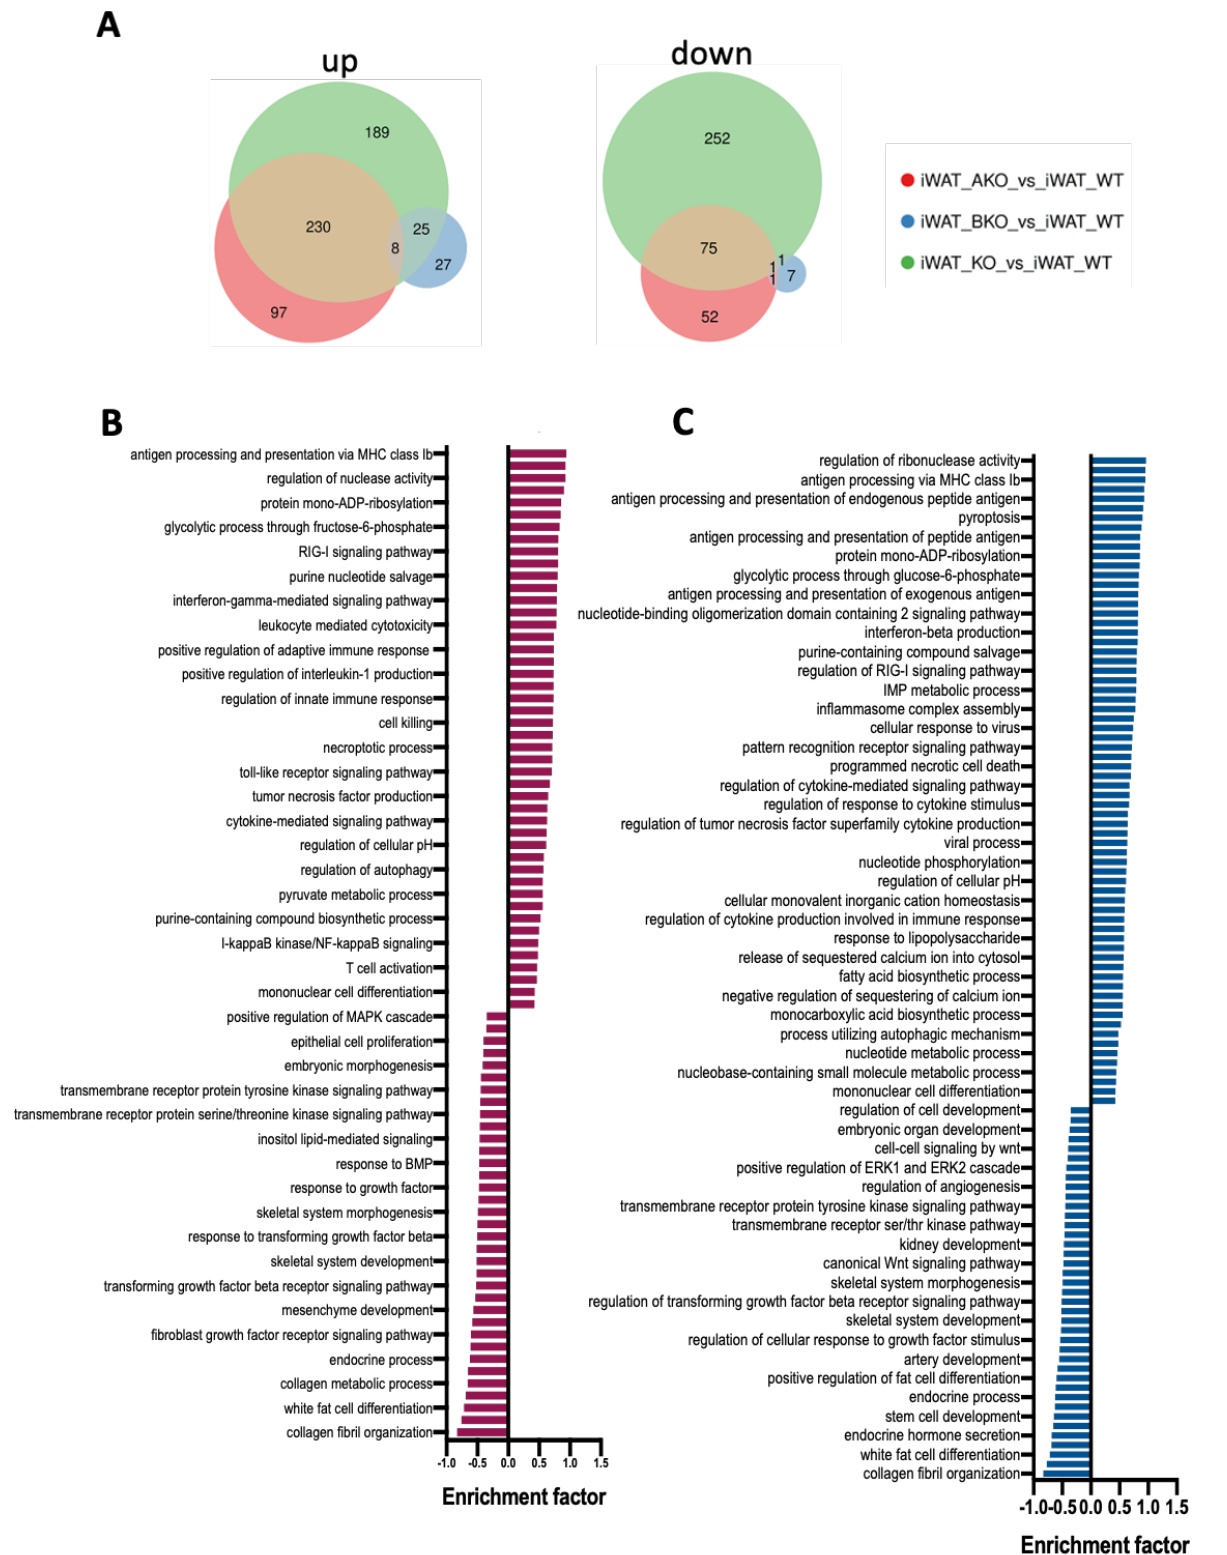 A
up
down
189
230
25
8
27
97
252
75
1
1
1
7
52
iWAT_AKO_vs_iWAT_WT
iWAT_BKO_vs_iWAT_WT
iWAT_KO_vs_iWAT_WT
B
antigen processing and presentation via MHC class Ib
regulation of nuclease activity
protein mono-ADP-ribosylation
glycolytic process through fructose-6-phosphate
RIG-I signaling pathway
purine nucleotide salvage
interferon-gamma-mediated signaling pathway
leukocyte mediated cytotoxicity
positive regulation of adaptive immune response
positive regulation of interleukin-1 production
regulation of innate immune response
cell killing
necroptotic process
toll-like receptor signaling pathway
tumor necrosis factor production
cytokine-mediated signaling pathway
regulation of cellular pH
regulation of autophagy
pyruvate metabolic process
purine-containing compound biosynthetic process
I-kappaB kinase/NF-kappaB signaling
T cell activation
mononuclear cell differentiation
positive regulation of MAPK cascade
epithelial cell proliferation
embryonic morphogenesis
transmembrane receptor protein tyrosine kinase signaling pathway
transmembrane receptor protein serine/threonine kinase signaling pathway
inositol lipid-mediated signaling
response to BMP
response to growth factor
skeletal system morphogenesis
response to transforming growth factor beta
skeletal system development
transforming growth factor beta receptor signaling pathway
mesenchyme development
fibroblast growth factor receptor signaling pathway
endocrine process
collagen metabolic process
white fat cell differentiation
collagen fibril organization
-1.0 -0.5 0.0 0.5 1.0 1.5
Enrichment factor
C
regulation of ribonuclease activity
antigen processing via MHC class Ib
antigen processing and presentation of endogenous peptide antigen
pyroptosis
antigen processing and presentation of peptide antigen
protein mono-ADP-ribosylation
glycolytic process through glucose-6-phosphate
antigen processing and presentation of exogenous antigen
nucleotide-binding oligomerization domain containing 2 signaling pathway
interferon-beta production
purine-containing compound salvage
regulation of RIG-I signaling pathway
IMP metabolic process
inflammasome complex assembly
cellular response to virus
pattern recognition receptor signaling pathway
programmed necrotic cell death
regulation of cytokine-mediated signaling pathway
regulation of response to cytokine stimulus
regulation of tumor necrosis factor superfamily cytokine production
viral process
nucleotide phosphorylation
regulation of cellular pH
cellular monovalent inorganic cation homeostasis
regulation of cytokine production involved in immune response
response to lipopolysaccharide
release of sequestered calcium ion into cytosol
fatty acid biosynthetic process
negative regulation of sequestering of calcium ion
monocarboxylic acid biosynthetic process
process utilizing autophagic mechanism
nucleotide metabolic process
nucleobase-containing small molecule metabolic process
mononuclear cell differentiation
regulation of cell development
embryonic organ development
cell-cell signaling by wnt
positive regulation of ERK1 and ERK2 cascade
regulation of angiogenesis
transmembrane receptor protein tyrosine kinase signaling pathway
transmembrane receptor ser/thr kinase pathway
kidney development
canonical Wnt signaling pathway
skeletal system morphogenesis
regulation of transforming growth factor beta receptor signaling pathway
skeletal system development
regulation of cellular response to growth factor stimulus
artery development
positive regulation of fat cell differentiation
endocrine process
stem cell development
endocrine hormone secretion
white fat cell differentiation
collagen fibril organization
-1.0 -0.5 0.0 0.5 1.0 1.5
Enrichment factor